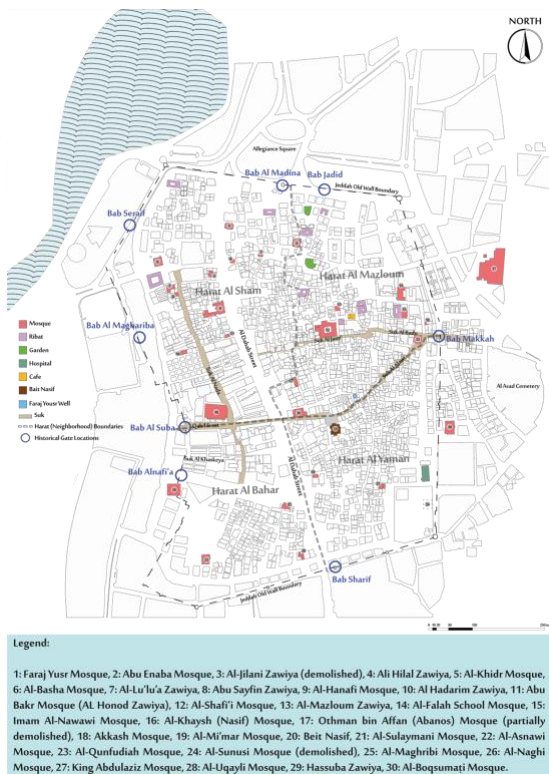 NORTH
Allegiance Square
Bab Al Madina
Bab Jadid
Jeddah Old Wall Boundary
Bab Seraif
Harat Al Mazloum
Harat Al Sham
Mosque
Ribat
Garden
Hospital
Cafe
Bait Nasif
Faraj Yousr Well
Suk
Harat (Neighborhood) Boundaries
Historical Gate Locations
Bab Al Maghariba
Al Dahab Street
Bab Makkah
Al Asad Cemetery
Bab Al Suba
Bab Alnafi'a
Al Dahab Street
Harat Al Yaman
Harat Al Bahar
Bab Sharif
Jeddah Old Wall Boundary
Legend:
1: Faraj Yusr Mosque, 2: Abu Enaba Mosque, 3: Al-Jilani Zawiya (demolished), 4: Ali Hilal Zawiya, 5: Al-Khidr Mosque,
6: Al-Basha Mosque, 7: Al-Lu'lu'a Zawiya, 8: Abu Sayfin Zawiya, 9: Al-Hanafi Mosque, 10: Al Hadarim Zawiya, 11: Abu
Bakr Mosque (AL Honod Zawiya), 12: Al-Shafi'i Mosque, 13: Al-Mazloum Zawiya, 14: Al-Falah School Mosque, 15:
Imam Al-Nawawi Mosque, 16: Al-Khaysh (Nasif) Mosque, 17: Othman bin Affan (Abanos) Mosque (partially
demolished), 18: Akkash Mosque, 19: Al-Mi'mar Mosque, 20: Beit Nasif, 21: Al-Sulaymani Mosque, 22: Al-Asnawi
Mosque, 23: Al-Qunfudiah Mosque, 24: Al-Sunusi Mosque (demolished), 25: Al-Maghribi Mosque, 26: Al-Naghi
Mosque, 27: King Abdulaziz Mosque, 28: Al-Uqayli Mosque, 29: Hassuba Zawiya, 30: Al-Boqsumati Mosque.